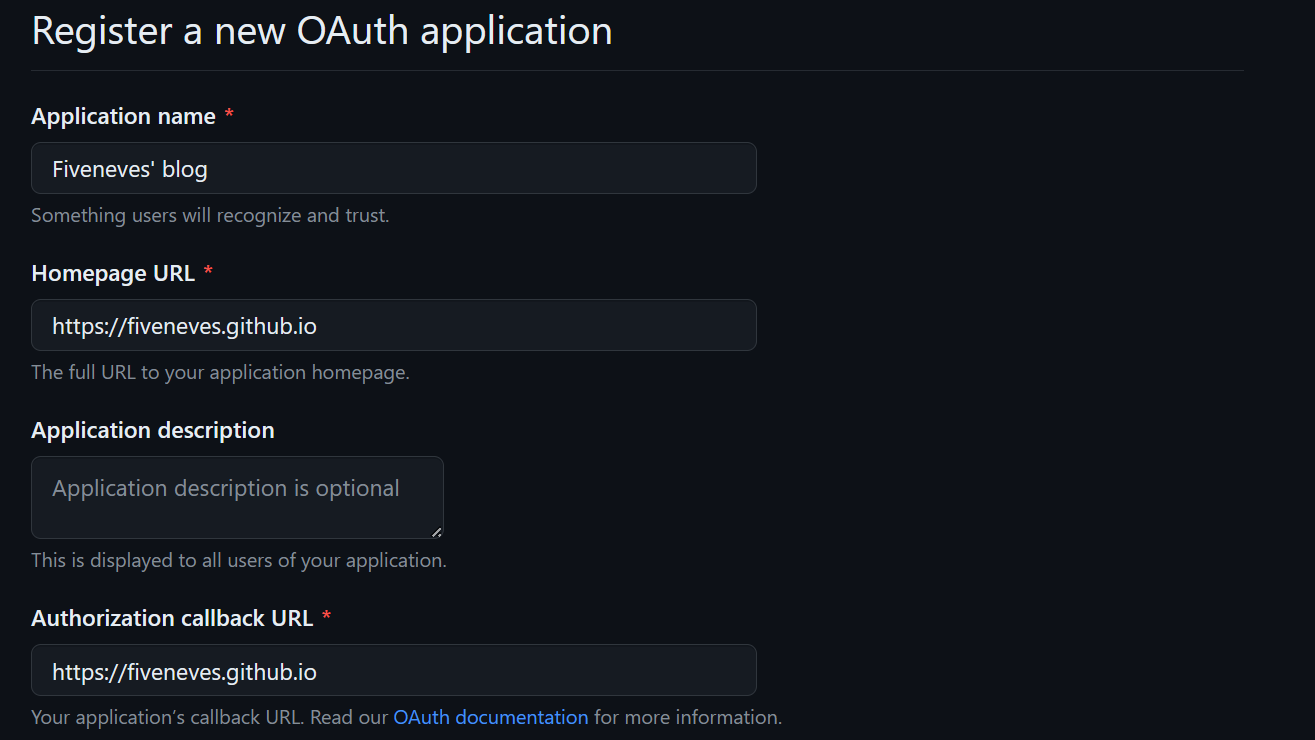 Register a new OAuth application
Application name *
Fiveneves' blog
Something users will recognize and trust.
Homepage URL *
https://fiveneves.github.io
The full URL to your application homepage.
Application description
Application description is optional
This is displayed to all users of your application.
Authorization callback URL *
https://fiveneves.github.io
Your application’s callback URL. Read our OAuth documentation for more information.